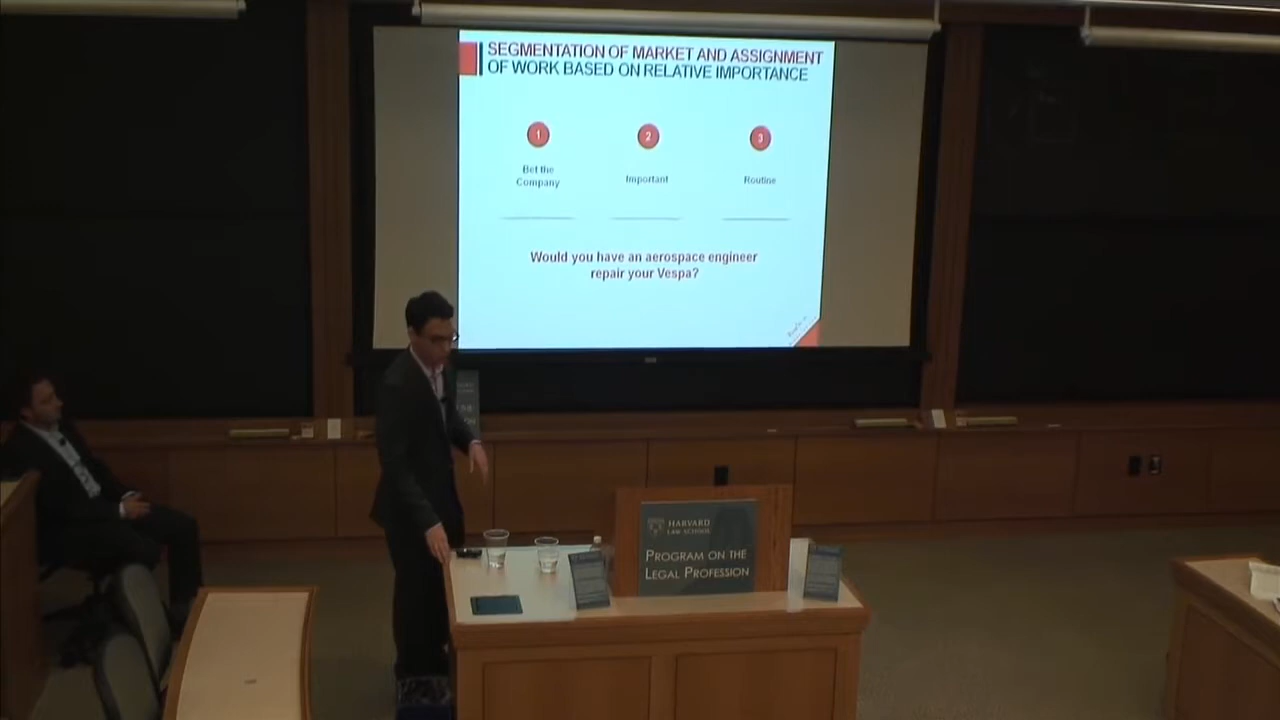 SEGMENTATION OF MARKET AND ASSIGNMENT
OF WORK BASED ON RELATIVE IMPORTANCE
1
2
3
Bet the
Company
Important
Routine
Would you have an aerospace engineer
repair your Vespa?
HARVARD
LAW SCHOOL
PROGRAM ON THE
LEGAL PROFESSION